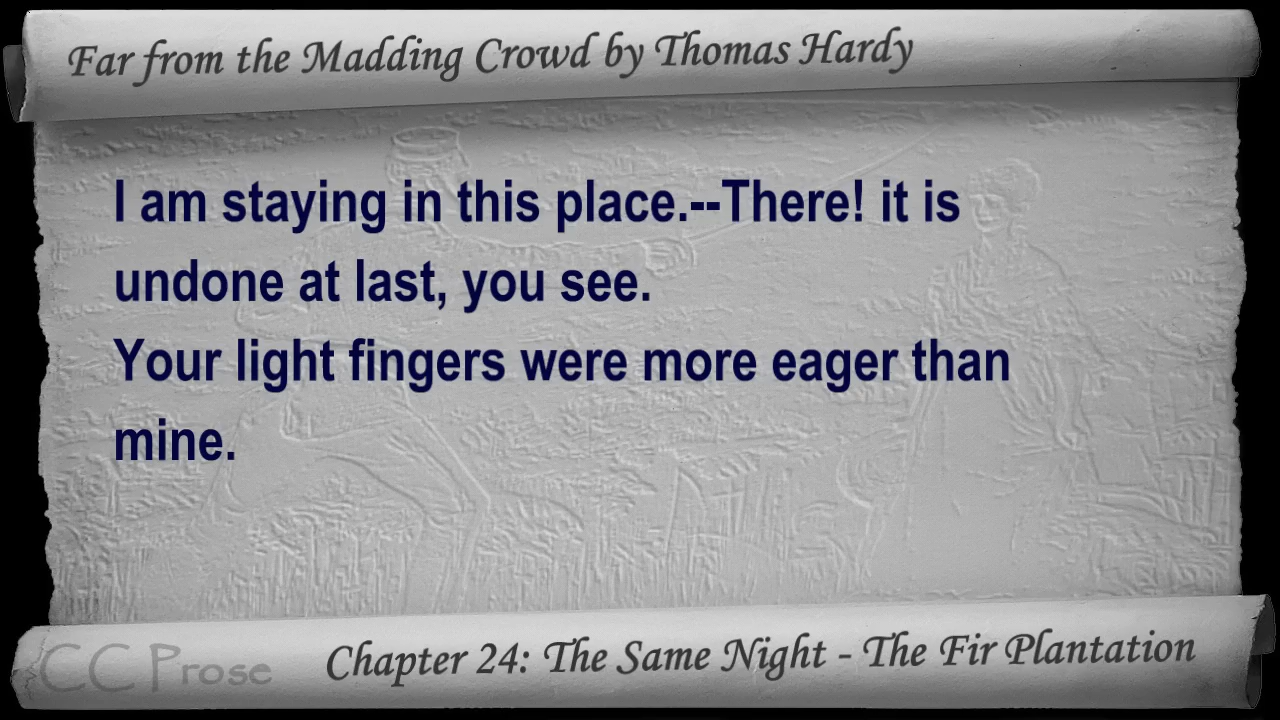 Far from the Madding Crowd by Thomas Hardy
I am staying in this place.--There! it is
undone at last, you see.
Your light fingers were more eager than
mine.
CC Prose
Chapter 24: The Same Night - The Fir Plantation